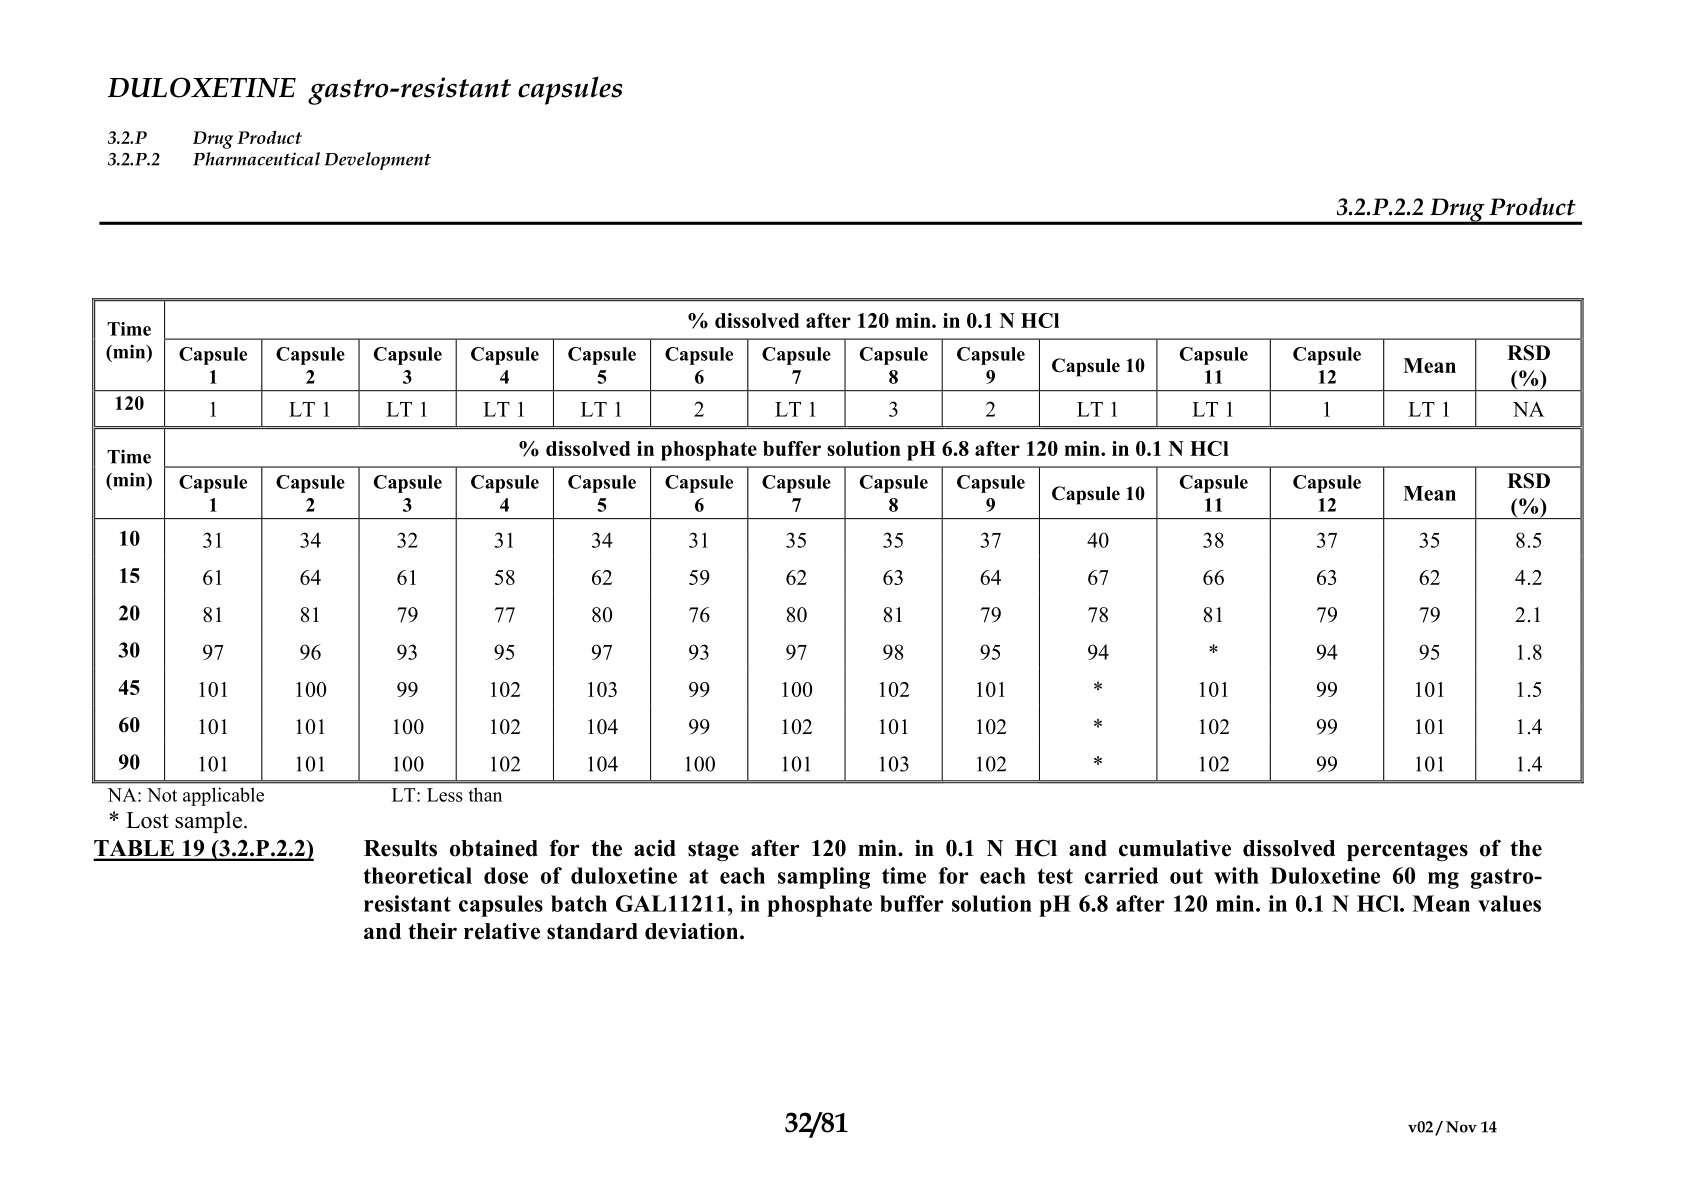 DULOXETINE gastro-resistant capsules
3.2.P Drug Product
3.2.P.2 Pharmaceutical Development
3.2.P.2.2 Drug Product
Time (min) % dissolved after 120 min. in 0.1 N HCl
Capsule 1 Capsule 2 Capsule 3 Capsule 4 Capsule 5 Capsule 6 Capsule 7 Capsule 8 Capsule 9 Capsule 10 Capsule 11 Capsule 12 Mean RSD (%)
120 1 LT 1 LT 1 LT 1 LT 1 2 LT 1 3 2 LT 1 LT 1 1 LT 1 NA
Time (min) % dissolved in phosphate buffer solution pH 6.8 after 120 min. in 0.1 N HCl
Capsule 1 Capsule 2 Capsule 3 Capsule 4 Capsule 5 Capsule 6 Capsule 7 Capsule 8 Capsule 9 Capsule 10 Capsule 11 Capsule 12 Mean RSD (%)
10 31 34 32 31 34 31 35 35 37 40 38 37 35 8.5
15 61 64 61 58 62 59 62 63 64 67 66 63 62 4.2
20 81 81 79 77 80 76 80 81 79 78 81 79 79 2.1
30 97 96 93 95 97 93 97 98 95 94 * 94 95 1.8
45 101 100 99 102 103 99 100 102 101 * 101 99 101 1.5
60 101 101 100 102 104 99 102 101 102 * 102 99 101 1.4
90 101 101 100 102 104 100 101 103 102 * 102 99 101 1.4
NA: Not applicable LT: Less than
* Lost sample.
TABLE 19 (3.2.P.2.2) Results obtained for the acid stage after 120 min. in 0.1 N HCl and cumulative dissolved percentages of the
theoretical dose of duloxetine at each sampling time for each test carried out with Duloxetine 60 mg gastro-
resistant capsules batch GAL11211, in phosphate buffer solution pH 6.8 after 120 min. in 0.1 N HCl. Mean values
and their relative standard deviation.
32/81
v02 / Nov 14